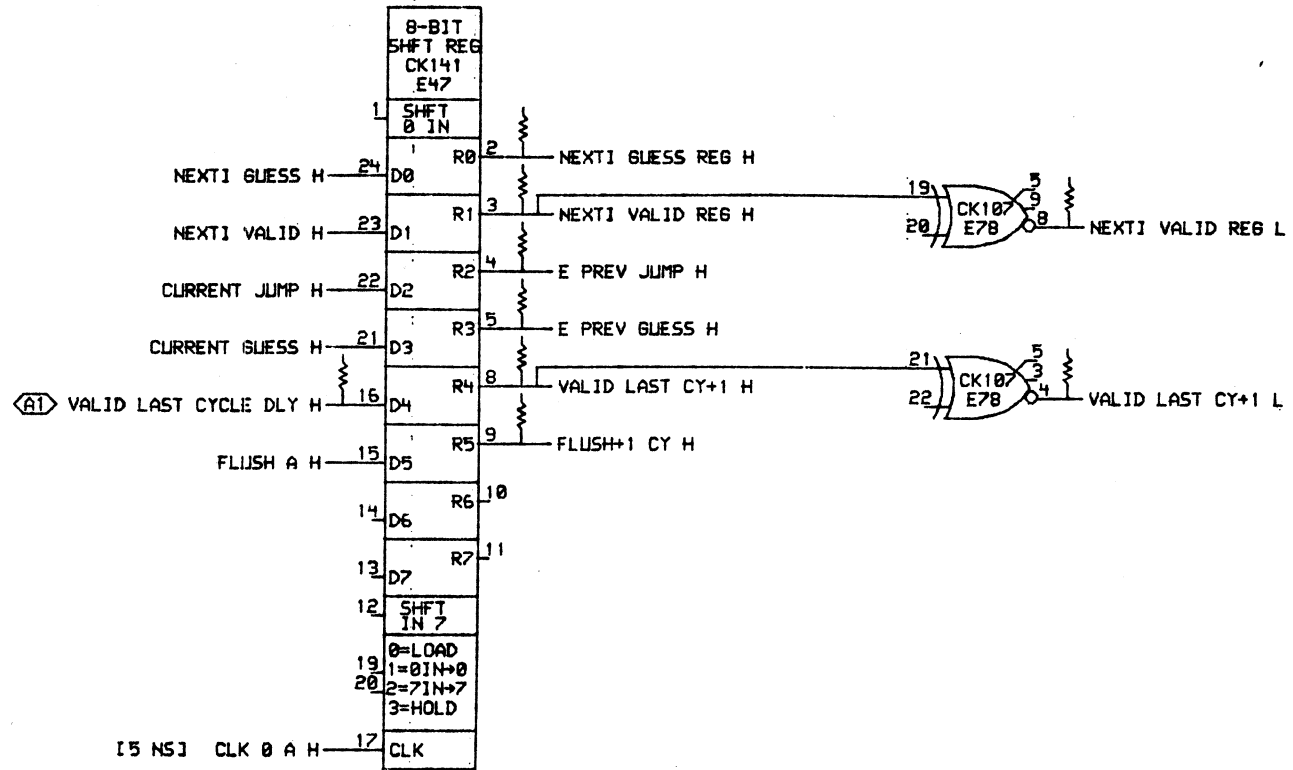 8-BIT
SHFT REG
CK141
E47
1 SHFT
0 IN
R0 2 NEXTI GUESS REG H
NEXTI GUESS H 24 D0
R1 3 NEXTI VALID REG H
NEXTI VALID H 23 D1
R2 4 E PREV JUMP H
CURRENT JUMP H 22 D2
R3 5 E PREV GUESS H
CURRENT GUESS H 21 D3
R4 8 VALID LAST CY+1 H
A1 VALID LAST CYCLE DLY H 16 D4
R5 9 FLUSH+1 CY H
FLUSH A H 15 D5
R6 10
14 D6
R7 11
13 D7
12 SHFT
IN 7
0=LOAD
19 1=0IN→0
20 2=7IN→7
3=HOLD
[5 NS] CLK 0 A H 17 CLK
19 CK107 3
9
20 E78 8 NEXTI VALID REG L
21 CK107 5
3
22 E78 4 VALID LAST CY+1 L